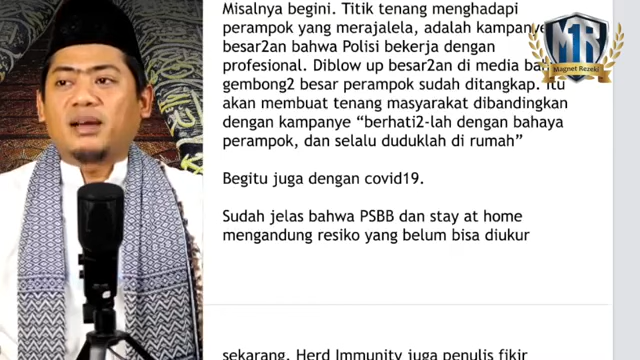 Misalnya begini. Titik tenang menghadapi
perampok yang merajalela, adalah kampanye
besar2an bahwa Polisi bekerja dengan
profesional. Diblow up besar2an di media
gembong2 besar perampok sudah ditangkap. Itu
akan membuat tenang masyarakat dibandingkan
dengan kampanye “berhati2-lah dengan bahaya
perampok, dan selalu duduklah di rumah”
Begitu juga dengan covid19.
Sudah jelas bahwa PSBB dan stay at home
mengandung resiko yang belum bisa diukur
sekarang. Herd Immunity juga penulis fikir
M1R
Magnet Rezeki